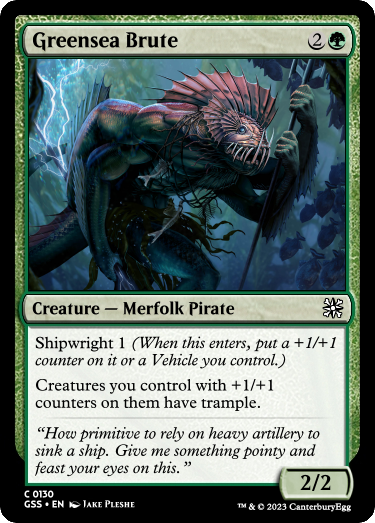 Greensea Brute 2
Creature — Merfolk Pirate
Shipwright 1 (When this enters, put a +1/+1
counter on it or a Vehicle you control.)
Creatures you control with +1/+1
counters on them have trample.
“How primitive to rely on heavy artillery to
sink a ship. Give me something pointy and
feast your eyes on this.”
2/2
C 0130
GSS • EN Jake Pleshe
™ & © 2023 CanterburyEgg